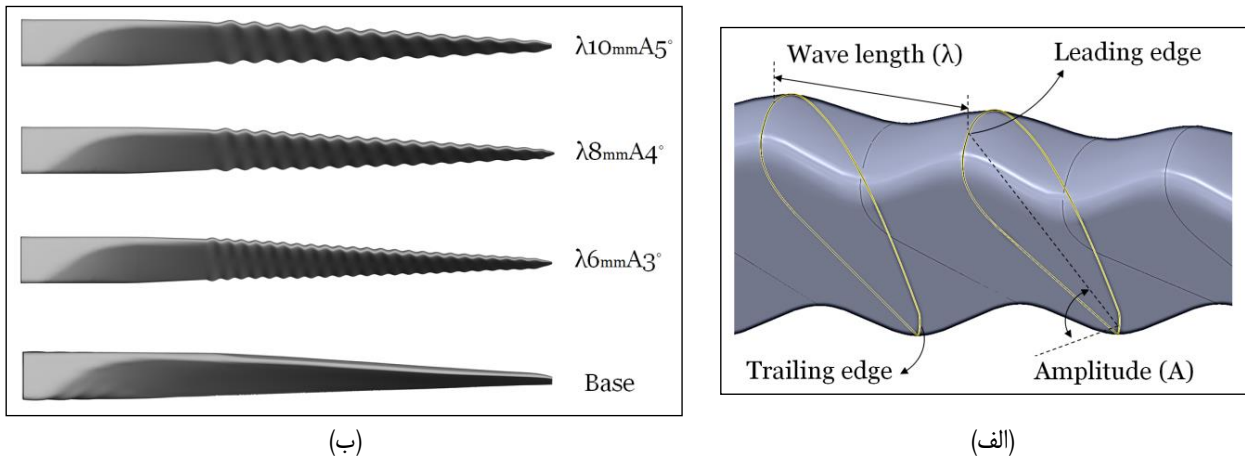 λ10mmA5°
λ8mmA4°
λ6mmA3°
Base
(ب)
Wave length (λ)
Leading edge
Trailing edge
Amplitude (A)
(الف)